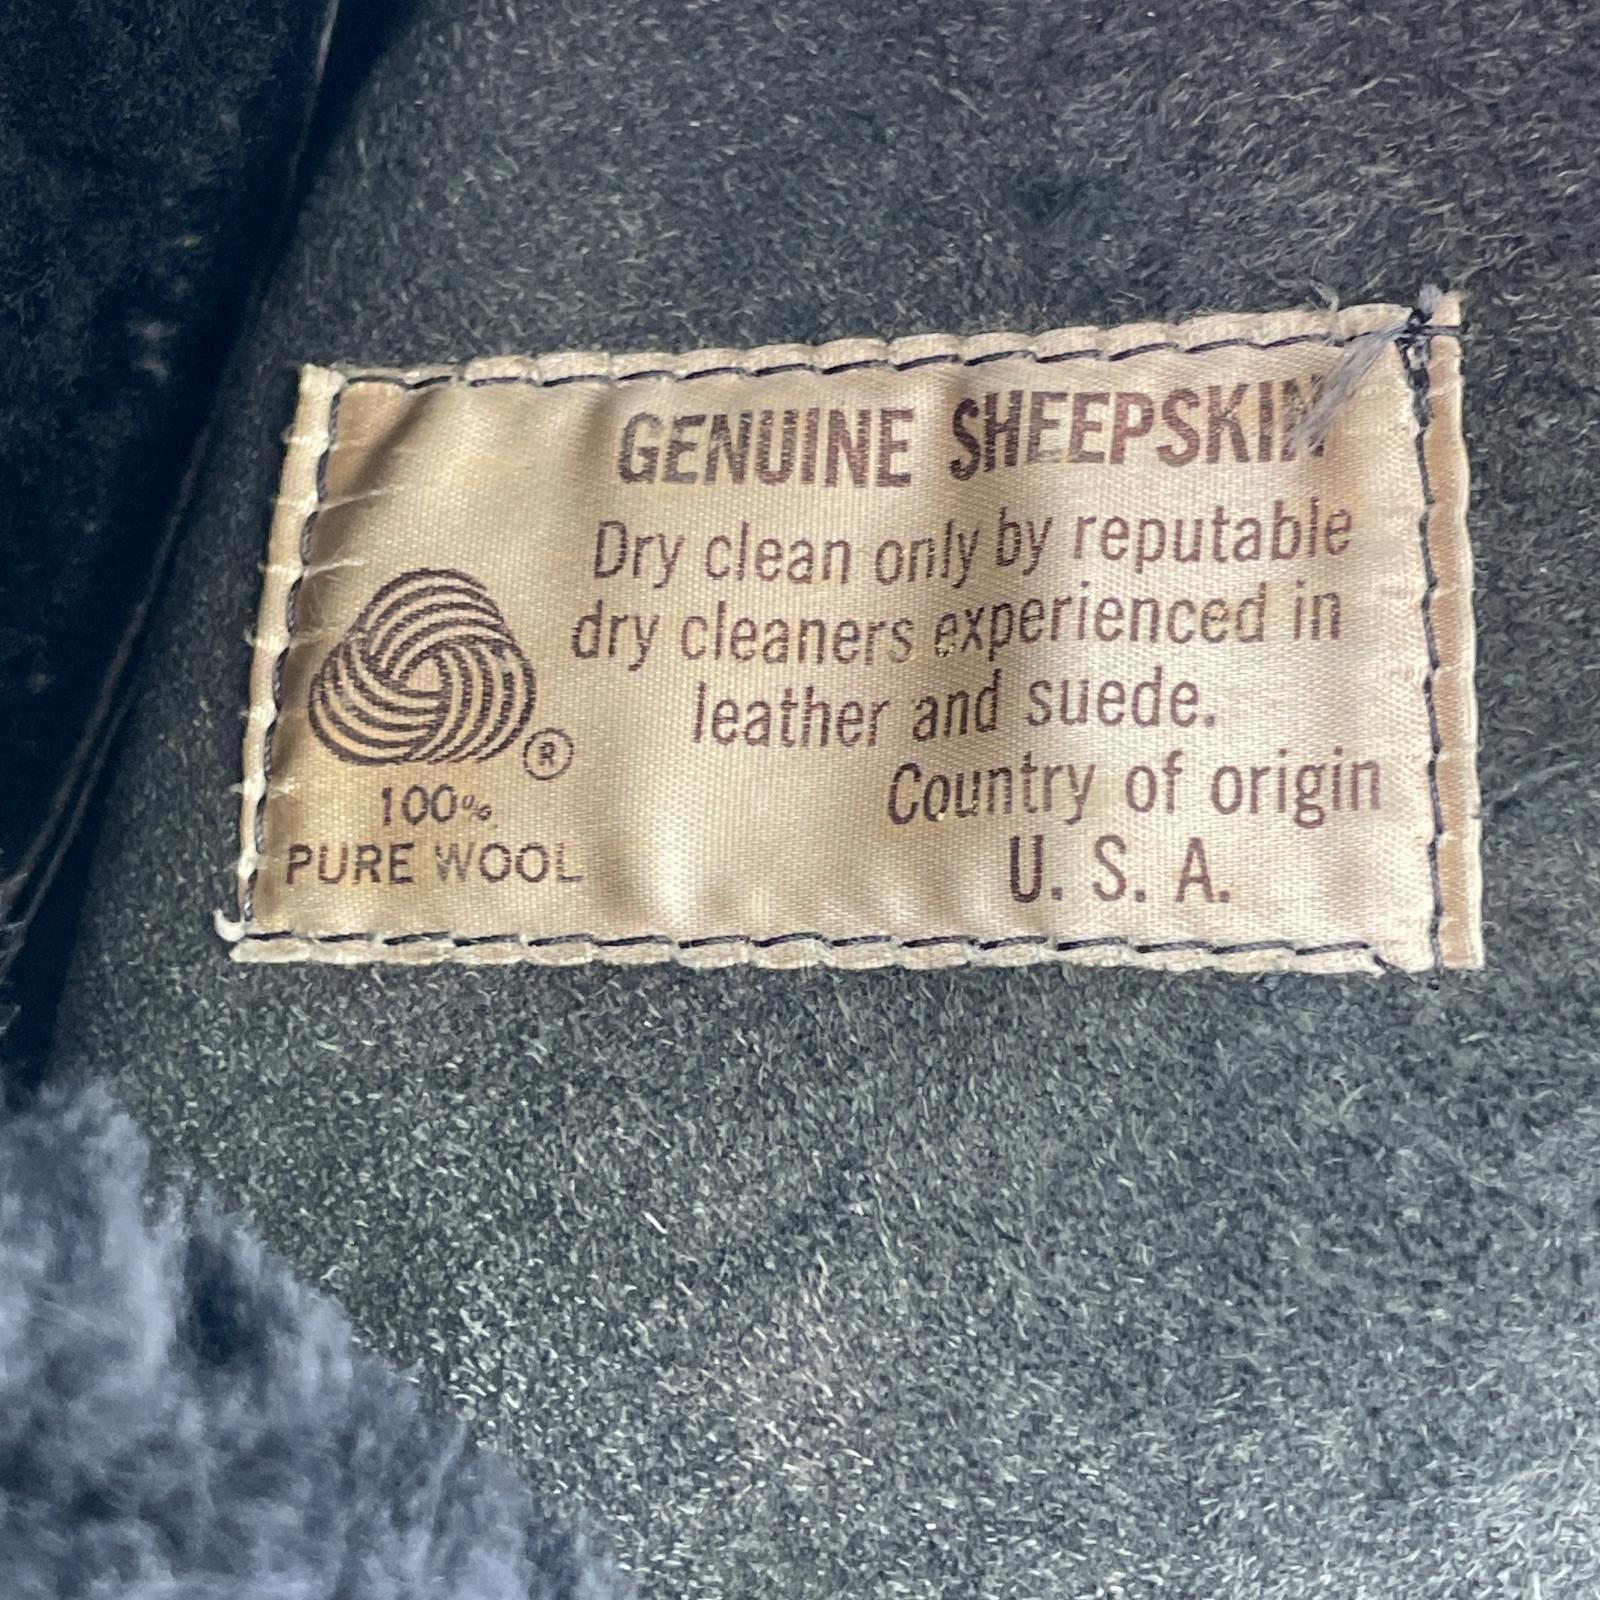 GENUINE SHEEPSKIN
Dry clean only by reputable
dry cleaners experienced in
leather and suede.
Country of origin
U. S. A.
®
100%
PURE WOOL